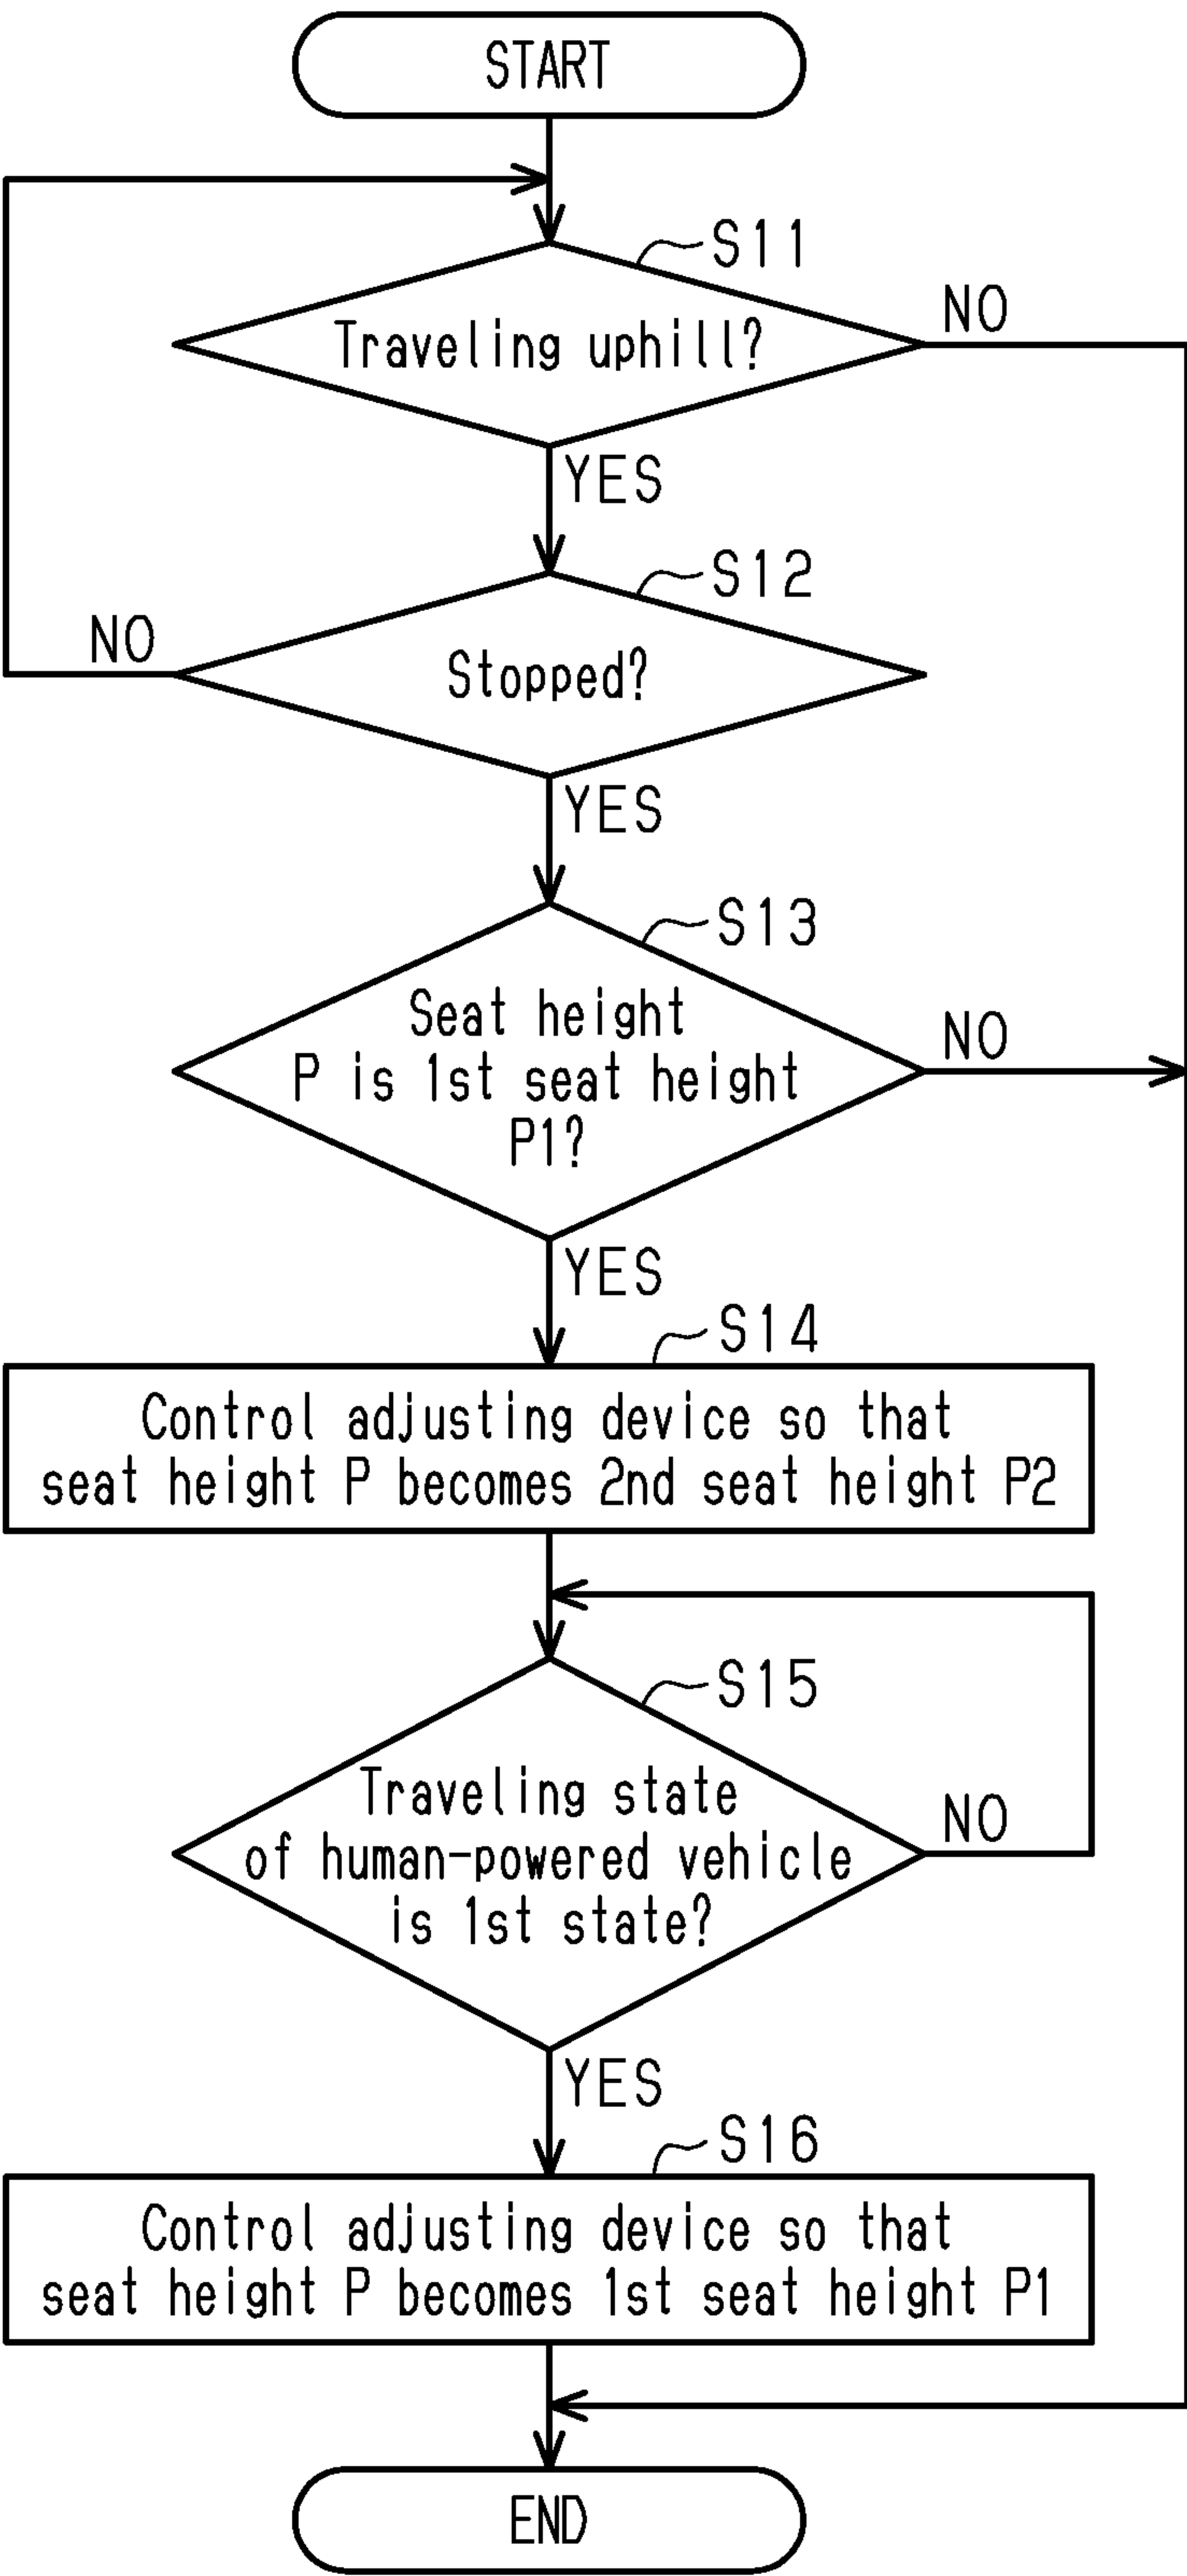 START
S11
Traveling uphill?
NO
YES
S12
Stopped?
NO
YES
S13
Seat height
P is 1st seat height
P1?
NO
YES
S14
Control adjusting device so that
seat height P becomes 2nd seat height P2
S15
Traveling state
of human-powered vehicle
is 1st state?
NO
YES
S16
Control adjusting device so that
seat height P becomes 1st seat height P1
END